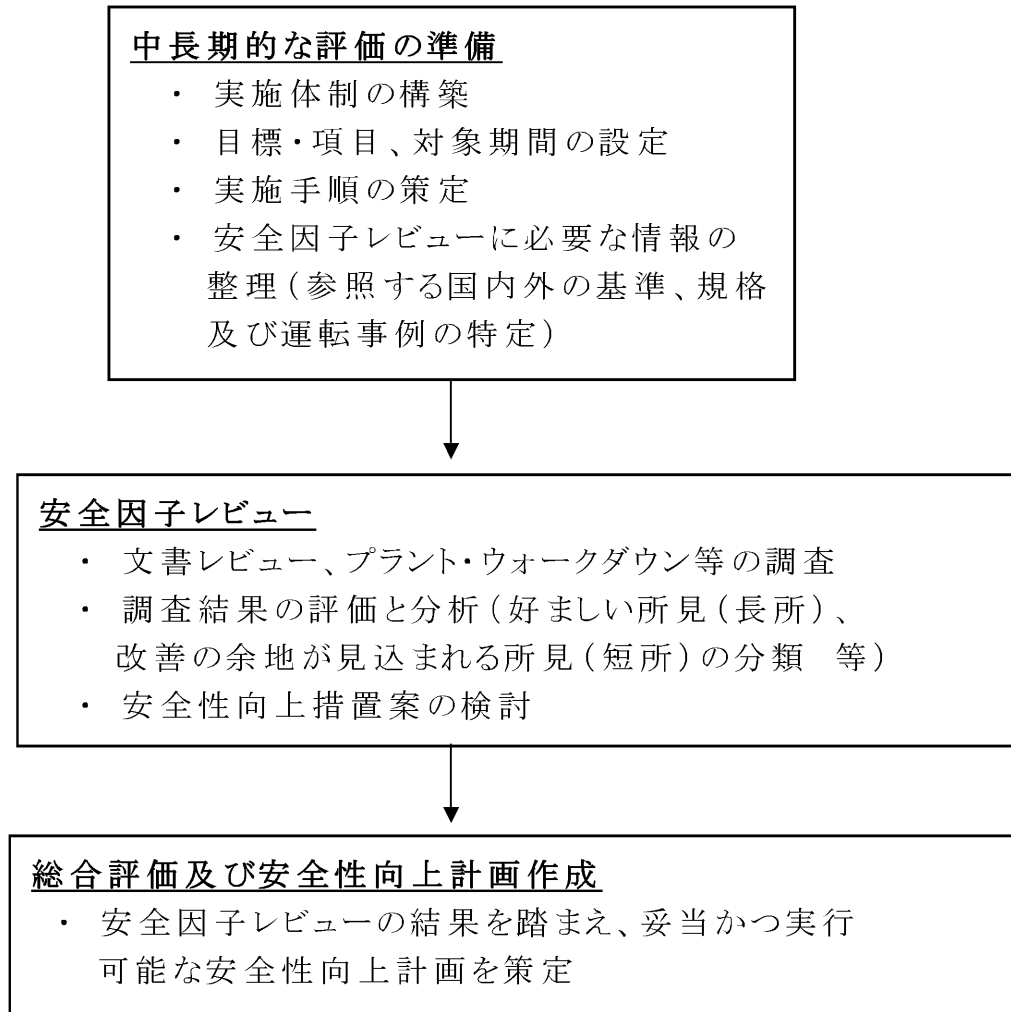 中長期的な評価の準備
・ 実施体制の構築
・ 目標・項目、対象期間の設定
・ 実施手順の策定
・ 安全因子レビューに必要な情報の
整理（参照する国内外の基準、規格
及び運転事例の特定）
安全因子レビュー
・ 文書レビュー、プラント・ウォークダウン等の調査
・ 調査結果の評価と分析（好ましい所見（長所）、
改善の余地が見込まれる所見（短所）の分類　等）
・ 安全性向上措置案の検討
総合評価及び安全性向上計画作成
・ 安全因子レビューの結果を踏まえ、妥当かつ実行
可能な安全性向上計画を策定